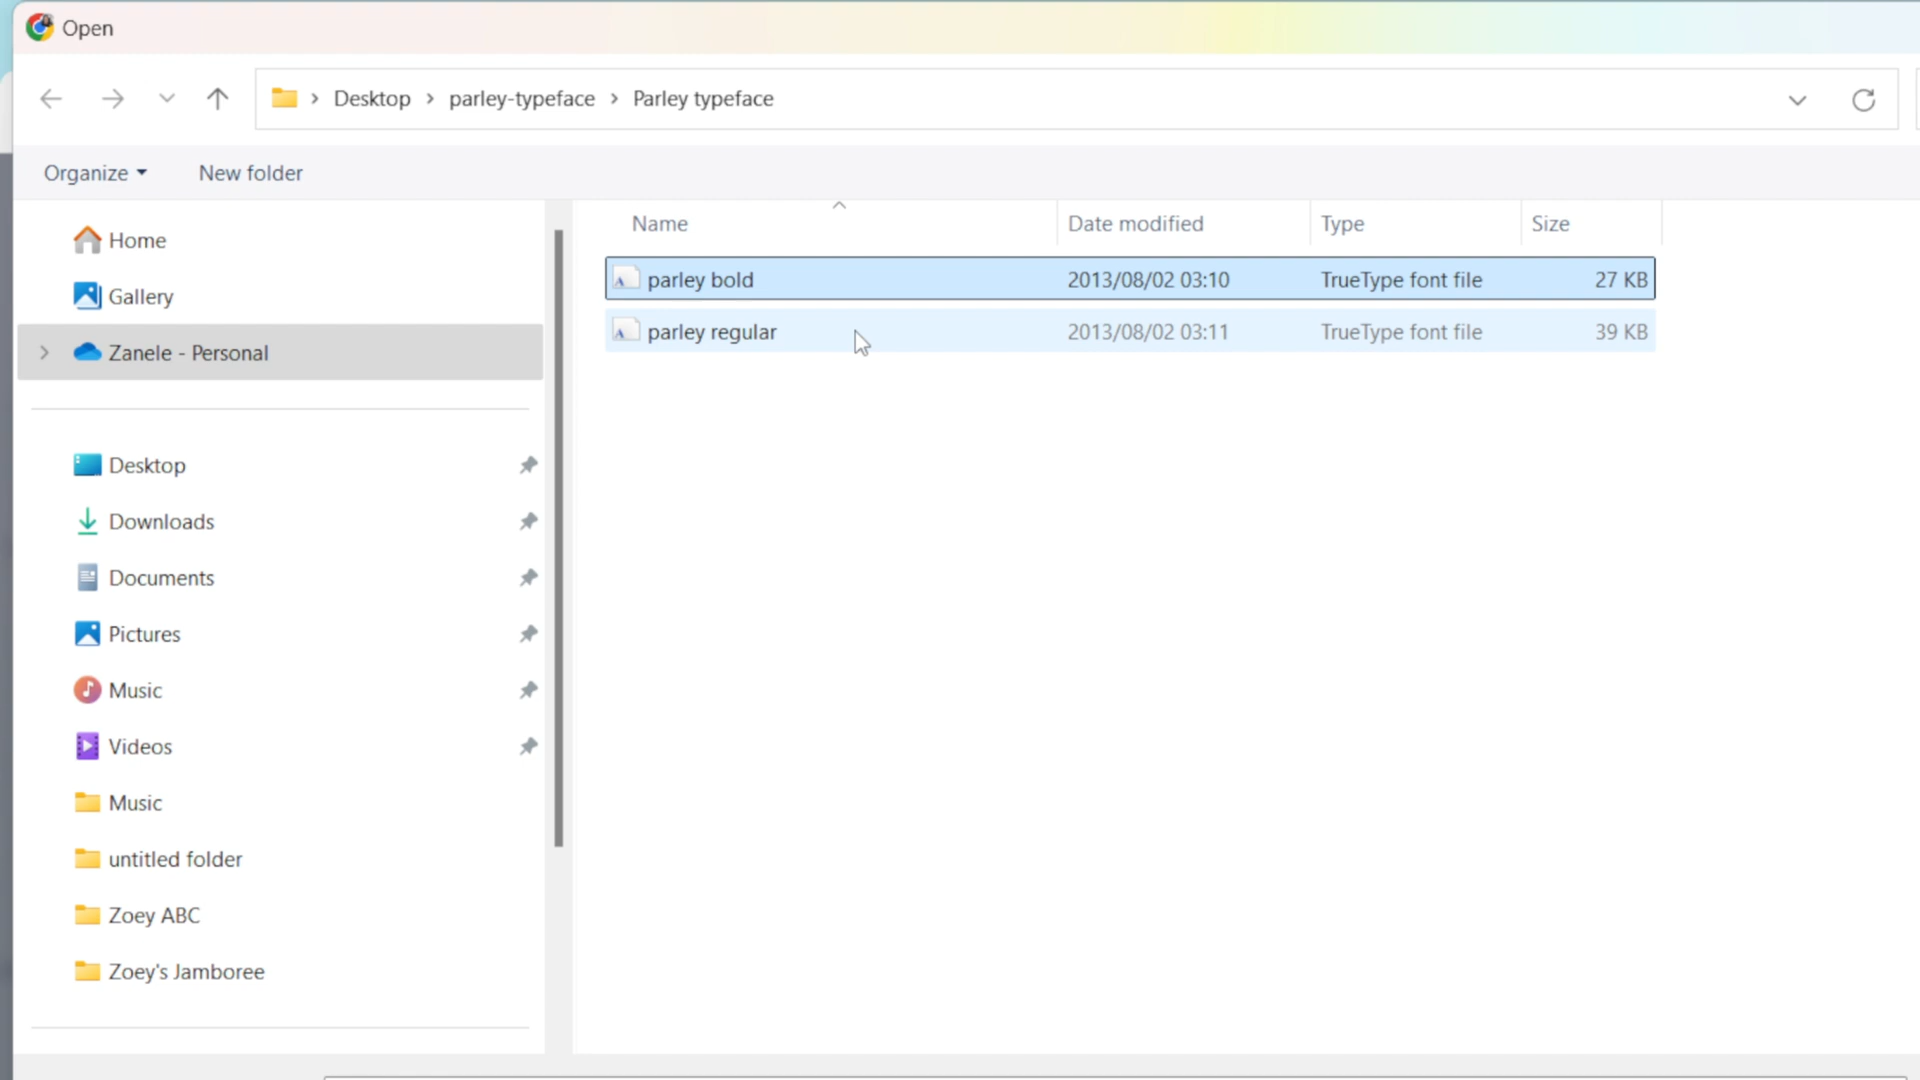 Open
Desktop > parley-typeface > Parley typeface
Organize New folder
Name Date modified Type Size
parley bold 2013/08/02 03:10 TrueType font file 27 KB
parley regular 2013/08/02 03:11 TrueType font file 39 KB
Home
Gallery
Zanele - Personal
Desktop
Downloads
Documents
Pictures
Music
Videos
Music
untitled folder
Zoey ABC
Zoey's Jamboree